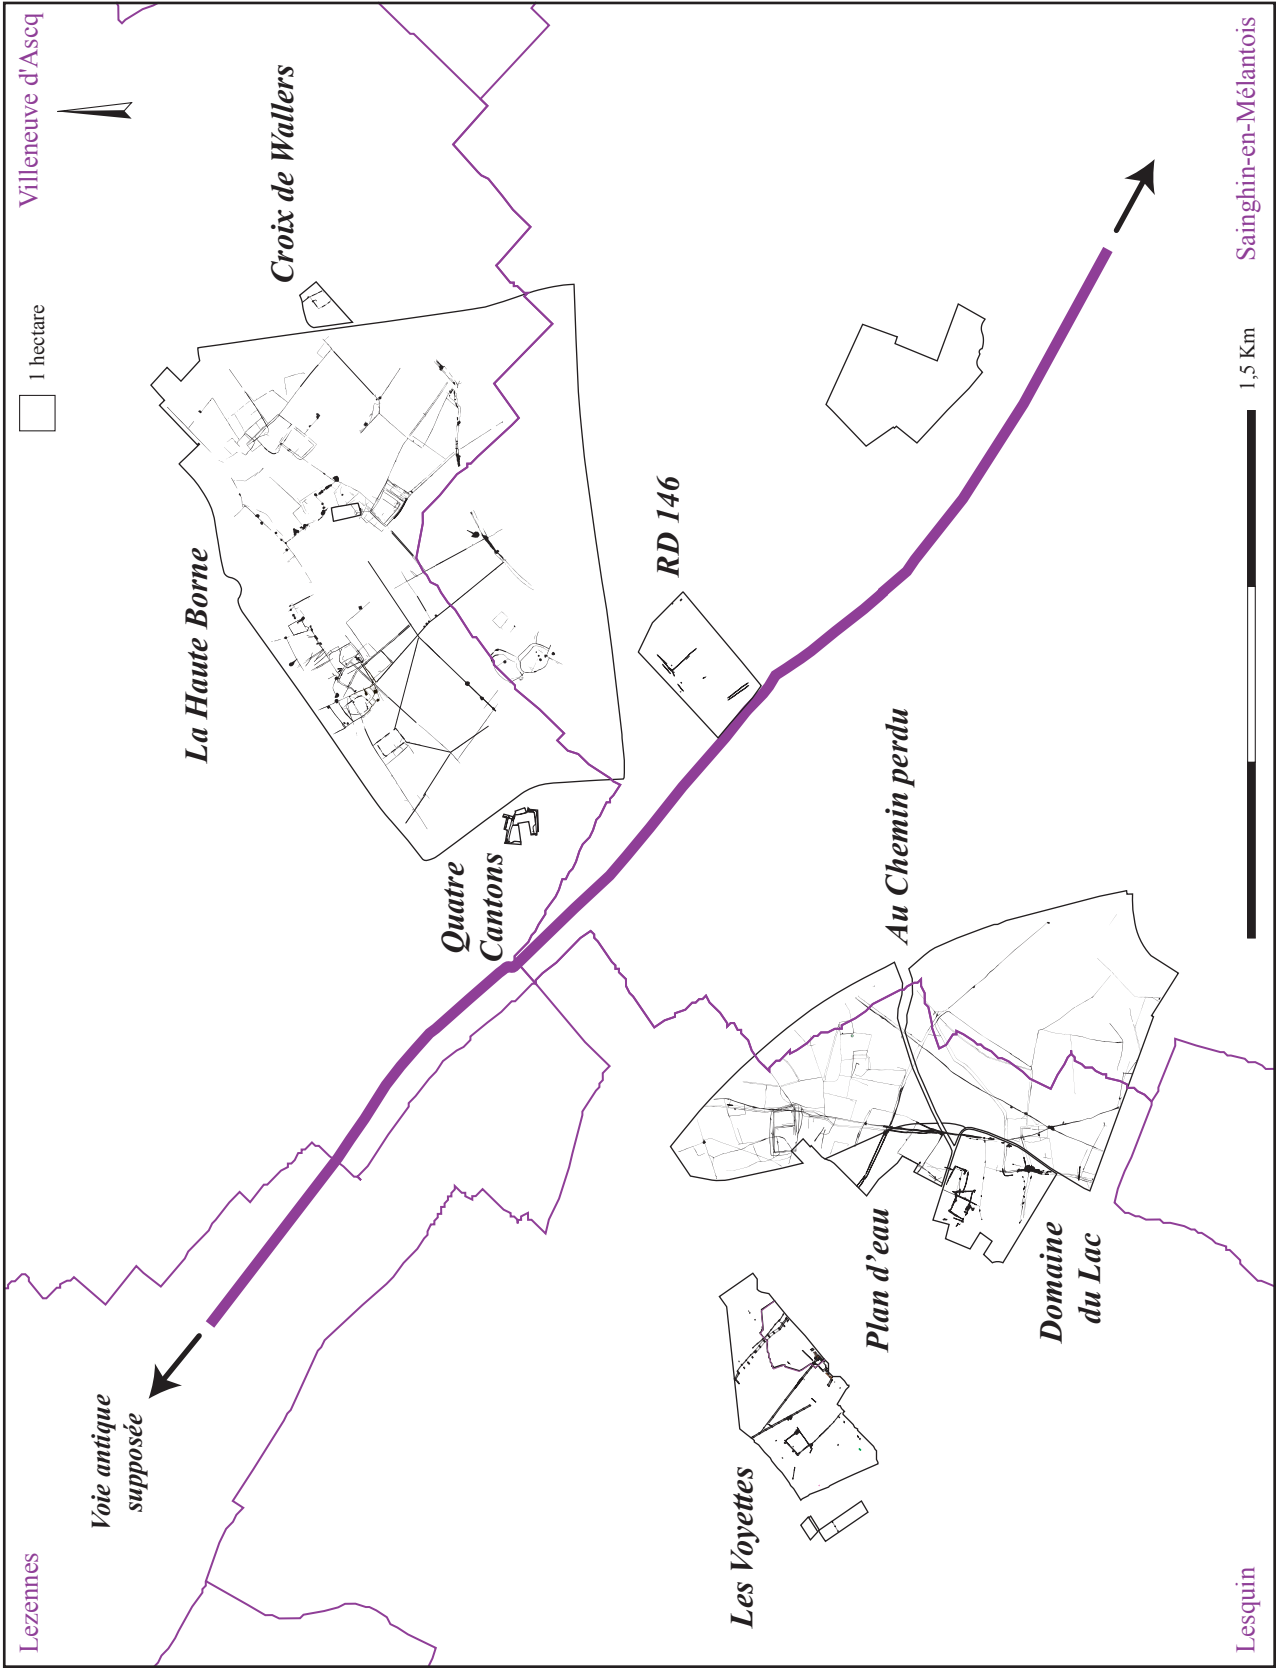 Lezennes
Villeneuve d'Ascq
Voie antique
supposée
1 hectare
La Haute Borne
Croix de Wallers
Quatre
Cantons
RD 146
Les Voyettes
Plan d’eau
Au Chemin perdu
Domaine
du Lac
Lesquin
1,5 Km
Sainghin-en-Mélantois